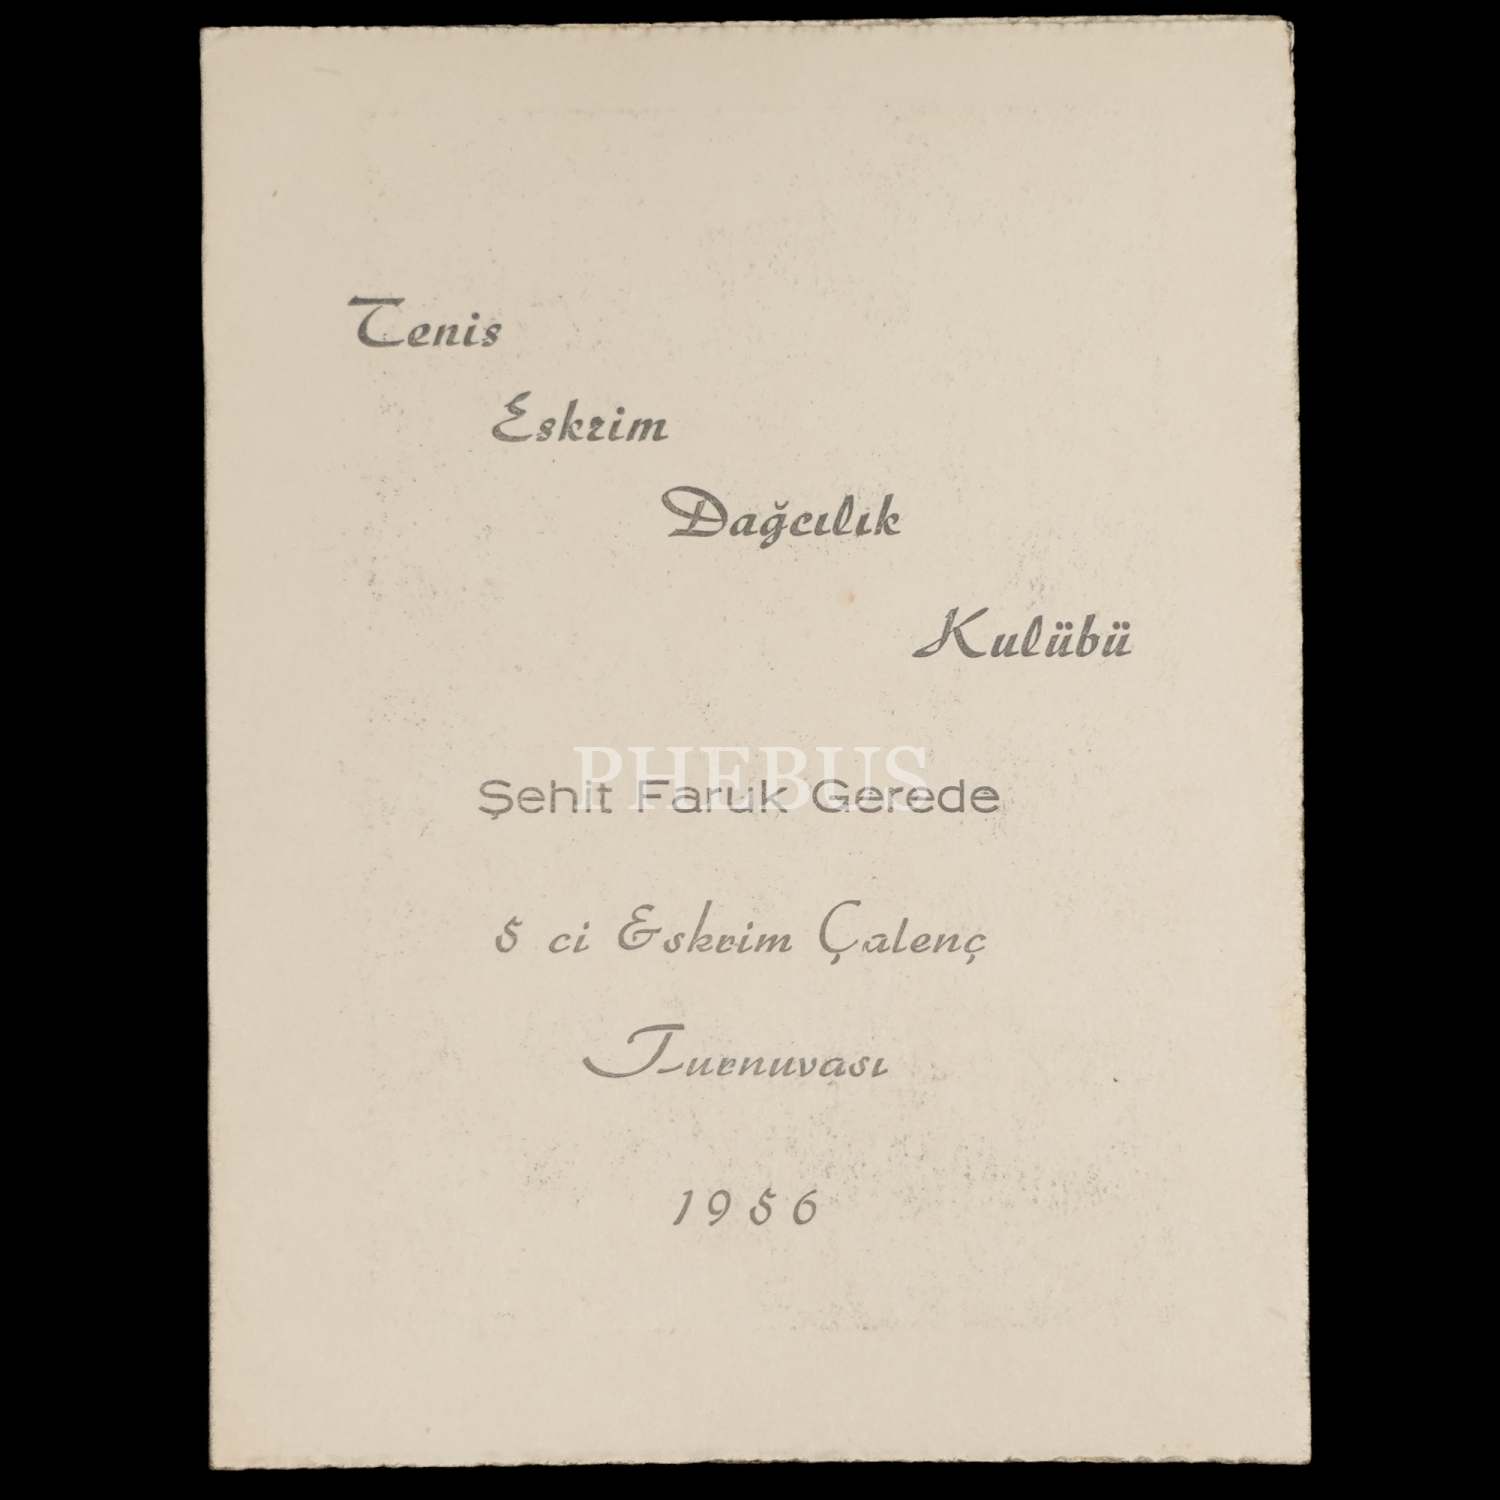 Tenis
Eskrim
Dağcılık
Kulübü
PHEBUS
Şehit Faruk Gerede
5 ci Eskrim Çalenç
Turnuvası
1956